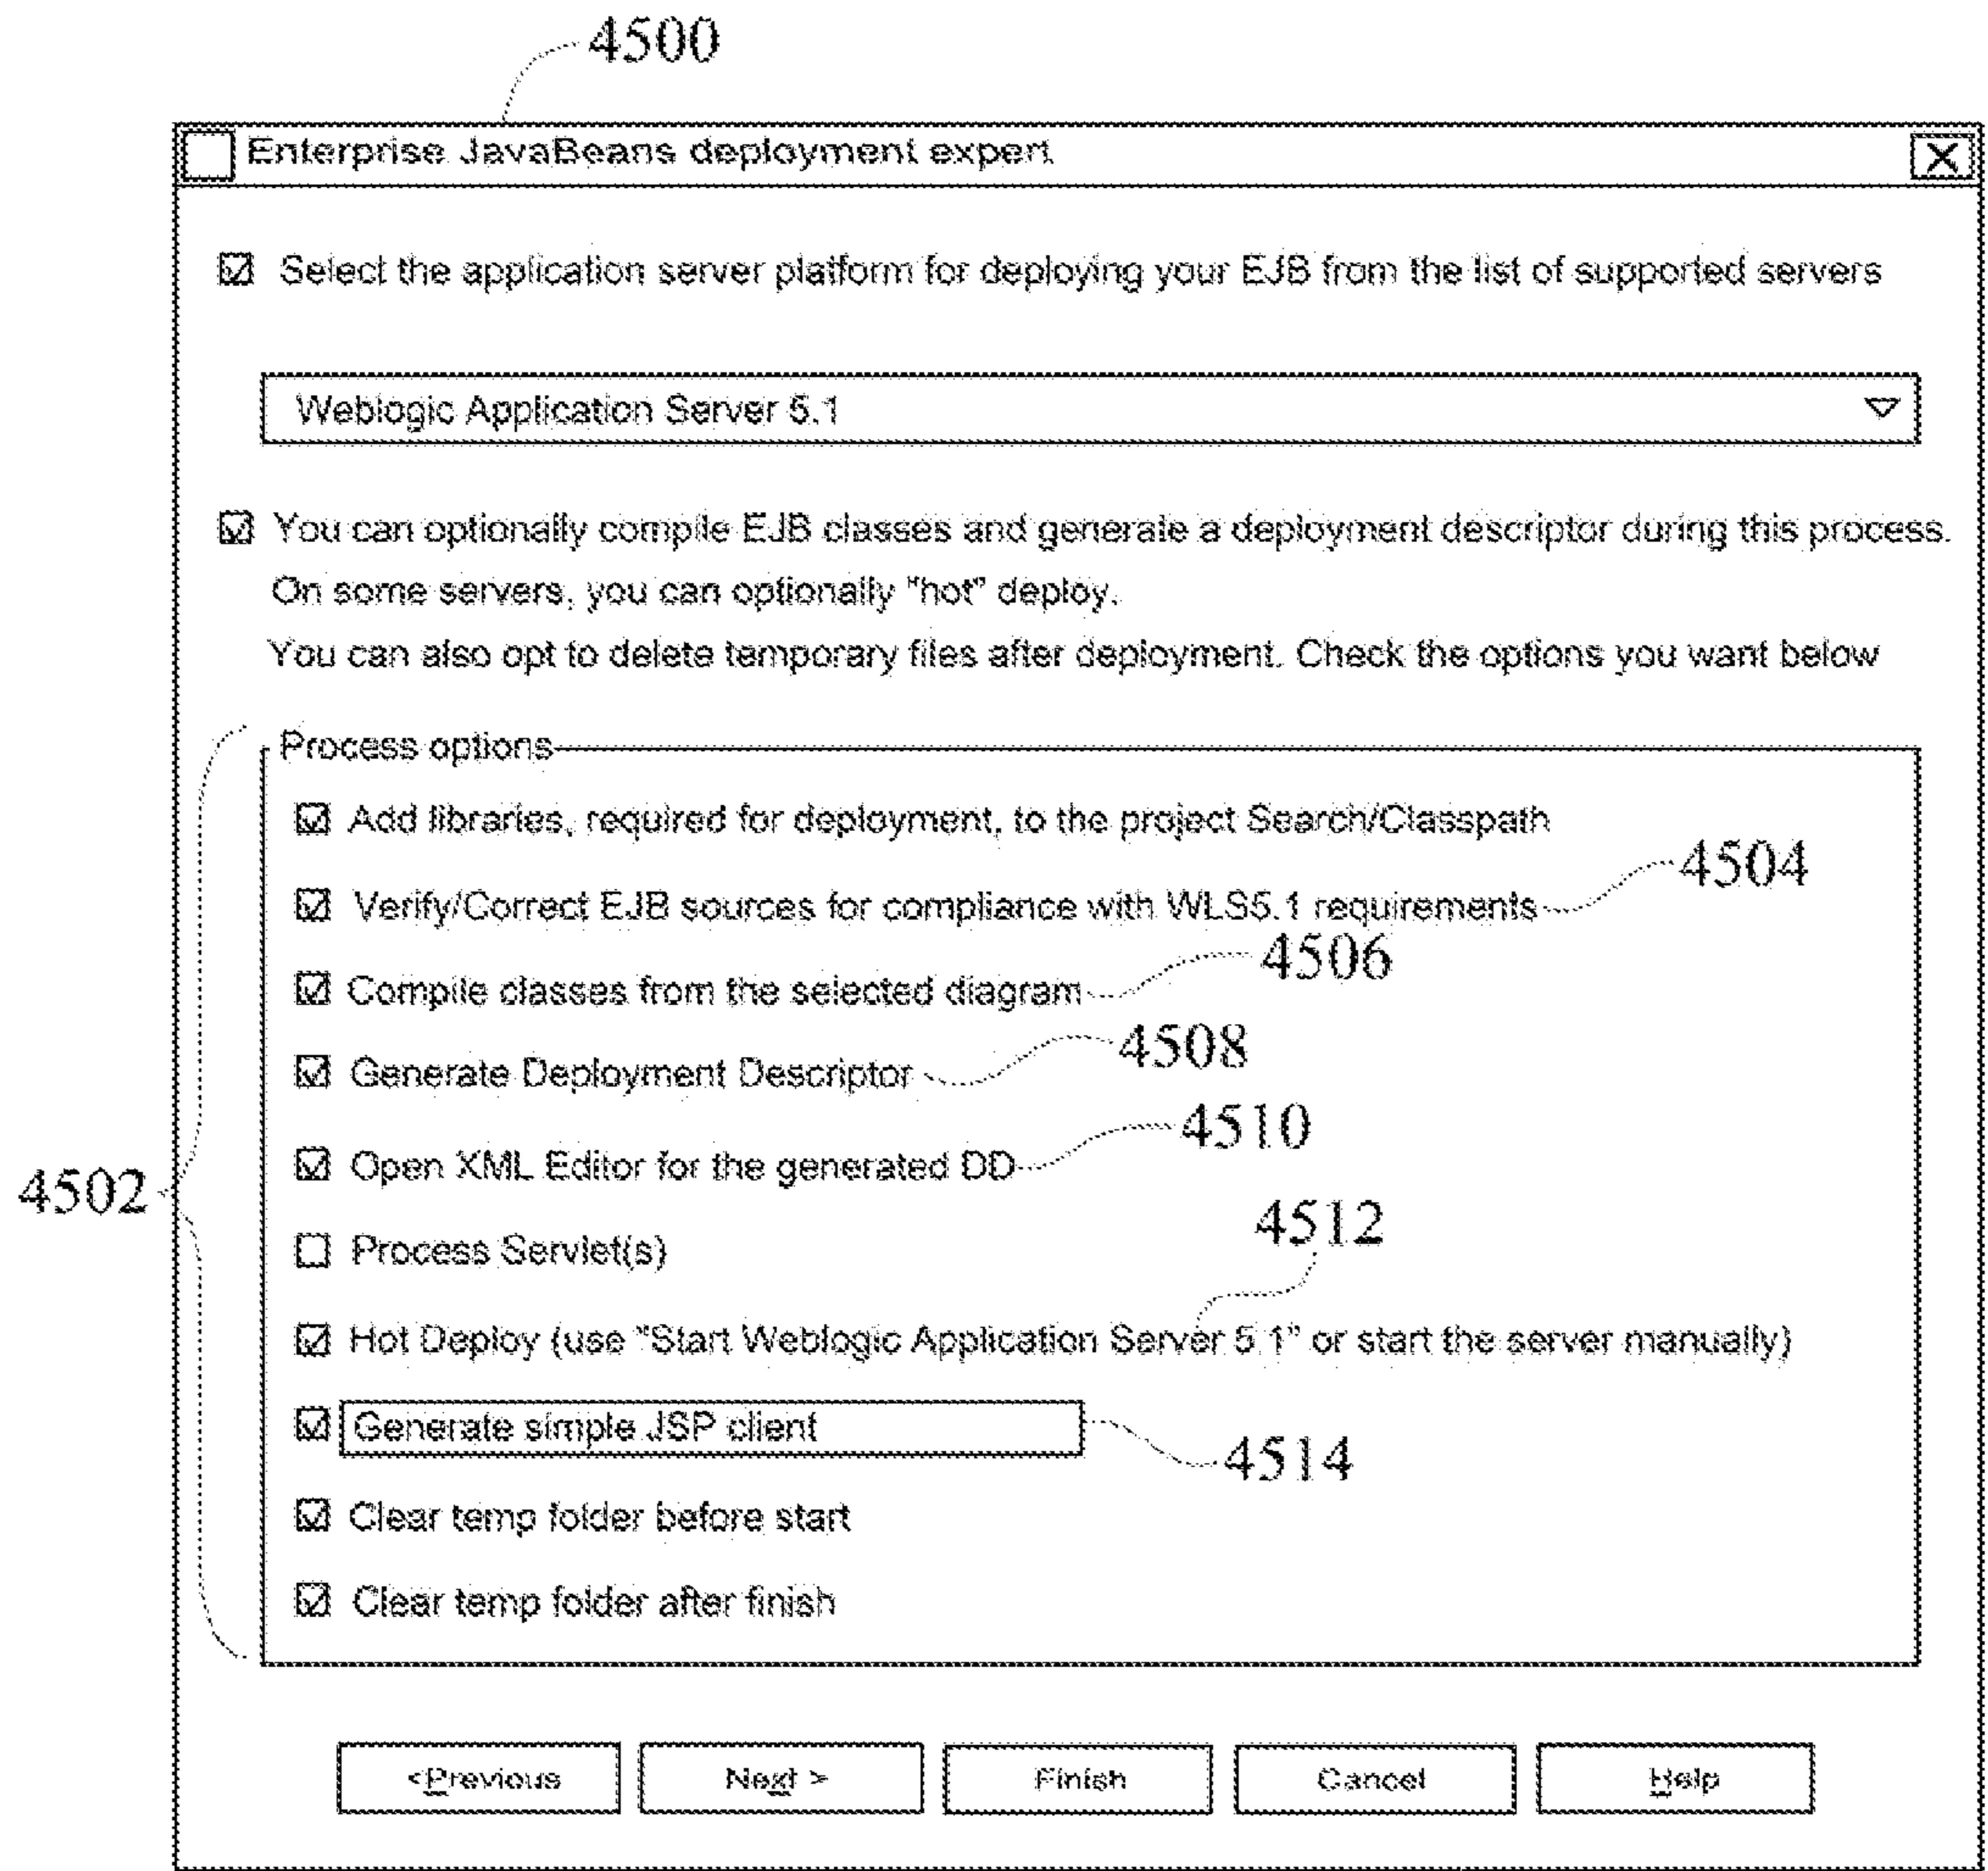 4500
Enterprise JavaBeans deployment expert
Select the application server platform for deploying your EJB from the list of supported servers
Weblogic Application Server 5.1
You can optionally compile EJB classes and generate a deployment descriptor during this process.
On some servers, you can optionally "hot" deploy.
You can also opt to delete temporary files after deployment. Check the options you want below
Process options
Add libraries, required for deployment, to the project Search/Classpath
4504
Verify/Correct EJB sources for compliance with WLS5.1 requirements
4506
Compile classes from the selected diagram
4508
Generate Deployment Descriptor
4510
Open XML Editor for the generated DD
4502
4512
Process Servlet(s)
Hot Deploy (use "Start Weblogic Application Server 5.1" or start the server manually)
Generate simple JSP client
4514
Clear temp folder before start
Clear temp folder after finish
<Previous Next > Finish Cancel Help